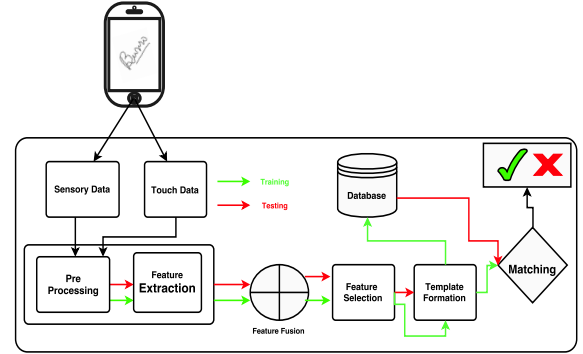 Sensory Data
Touch Data
Training
Testing
Database
Pre
Processing
Feature
Extraction
Feature Fusion
Feature
Selection
Template
Formation
Matching